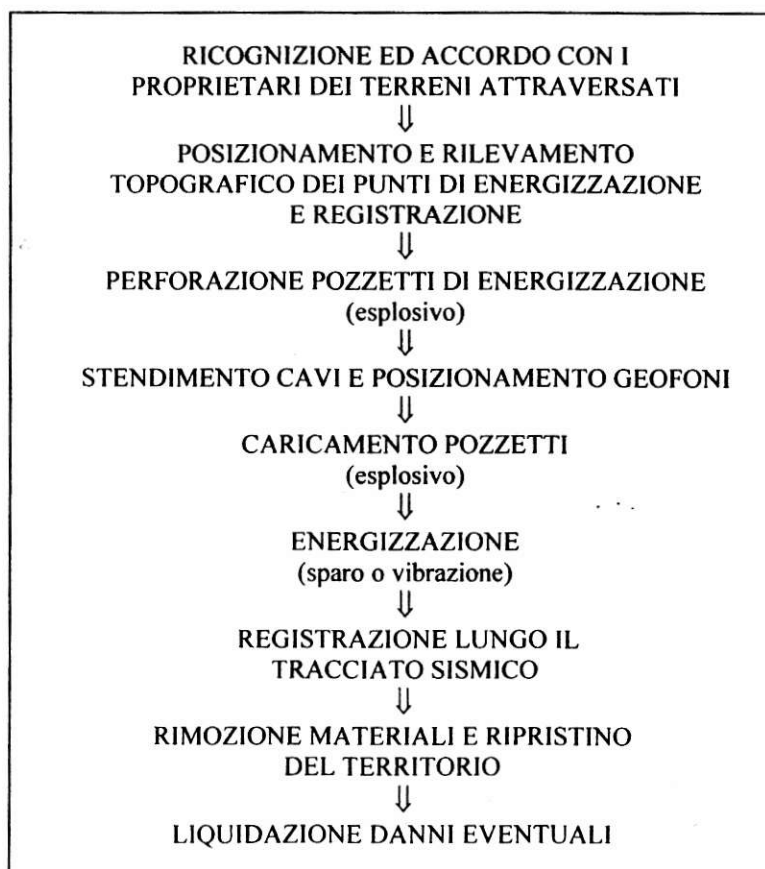 RICOGNIZIONE ED ACCORDO CON I
PROPRIETARI DEI TERRENI ATTRAVERSATI
⇓
POSIZIONAMENTO E RILEVAMENTO
TOPOGRAFICO DEI PUNTI DI ENERGIZZAZIONE
E REGISTRAZIONE
⇓
PERFORAZIONE POZZETTI DI ENERGIZZAZIONE
(esplosivo)
⇓
STENDIMENTO CAVI E POSIZIONAMENTO GEOFONI
⇓
CARICAMENTO POZZETTI
(esplosivo)
⇓
ENERGIZZAZIONE
(sparo o vibrazione)
⇓
REGISTRAZIONE LUNGO IL
TRACCIATO SISMICO
⇓
RIMOZIONE MATERIALI E RIPRISTINO
DEL TERRITORIO
⇓
LIQUIDAZIONE DANNI EVENTUALI